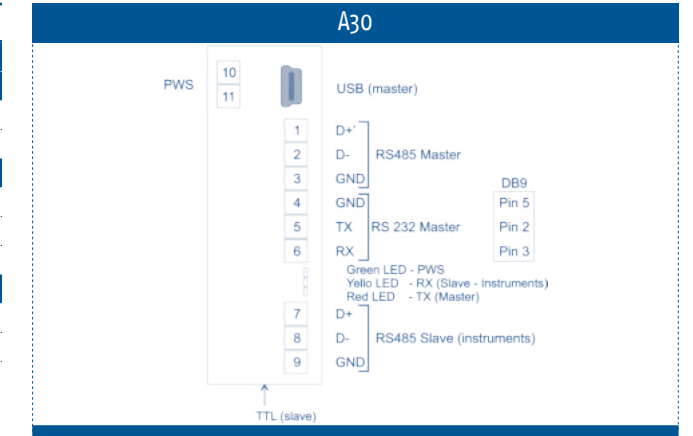 A30
10
PWS
11
USB (master)
1 D+'
2 D- RS485 Master
3 GND
DB9
4 GND Pin 5
5 TX RS 232 Master Pin 2
6 RX Pin 3
Green LED - PWS
Yello LED - RX (Slave - Instruments)
Red LED - TX (Master)
7 D+
8 D- RS485 Slave (instruments)
9 GND
TTL (slave)